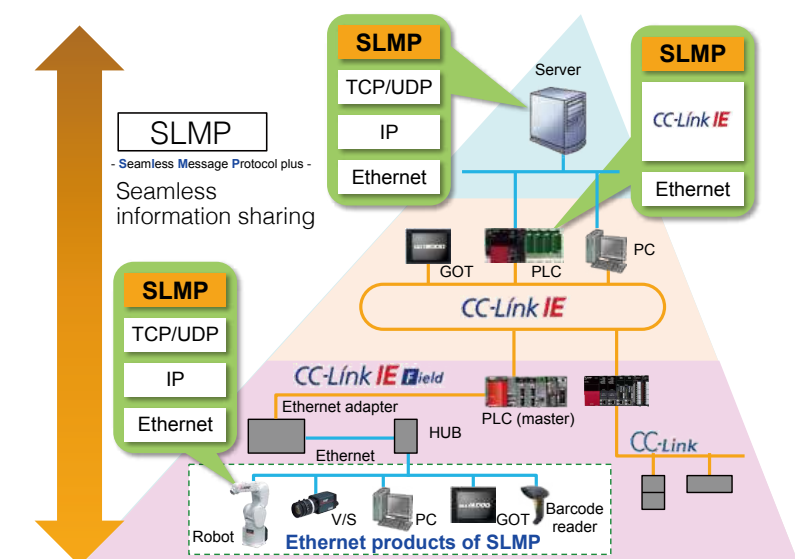 SLMP
TCP/UDP
IP
Ethernet
Server
SLMP
CC-Link IE
Ethernet
SLMP
- Seamless Message Protocol plus -
Seamless
information sharing
GOT
PLC
PC
CC-Link IE
SLMP
TCP/UDP
IP
Ethernet
CC-Link IE Field
Ethernet adapter
PLC (master)
HUB
Ethernet
CC-Link
Robot
V/S
PC
GOT
Barcode
reader
Ethernet products of SLMP